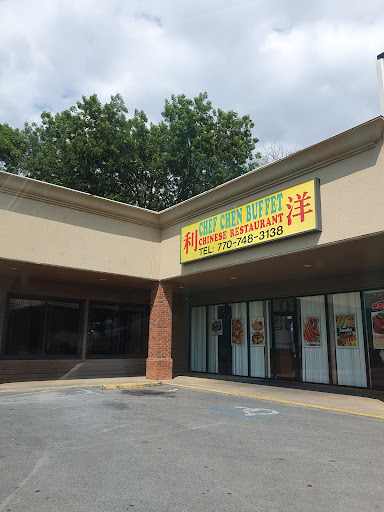 利 CHEF CHEN BUFFET 洋
CHINESE RESTAURANT
TEL: 770-748-3138